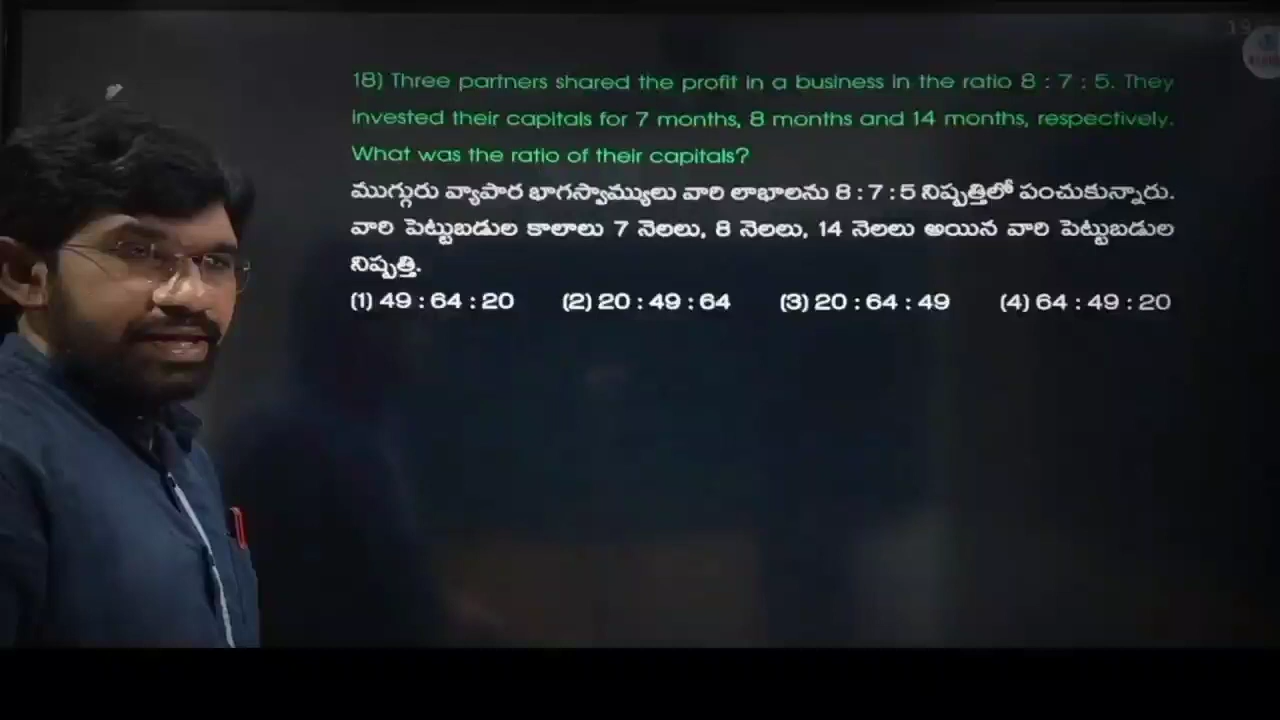 18) Three partners shared the profit in a business in the ratio 8 : 7 : 5. They
invested their capitals for 7 months, 8 months and 14 months, respectively.
What was the ratio of their capitals?
ముగ్గురు వ్యాపార భాగస్వామ్యులు వారి లాభాలను 8 : 7 : 5 నిష్పత్తిలో పంచుకున్నారు.
వారి పెట్టుబడుల కాలాలు 7 నెలలు, 8 నెలలు, 14 నెలలు అయిన వారి పెట్టుబడుల
నిష్పత్తి.
(1) 49 : 64 : 20 (2) 20 : 49 : 64 (3) 20 : 64 : 49 (4) 64 : 49 : 20